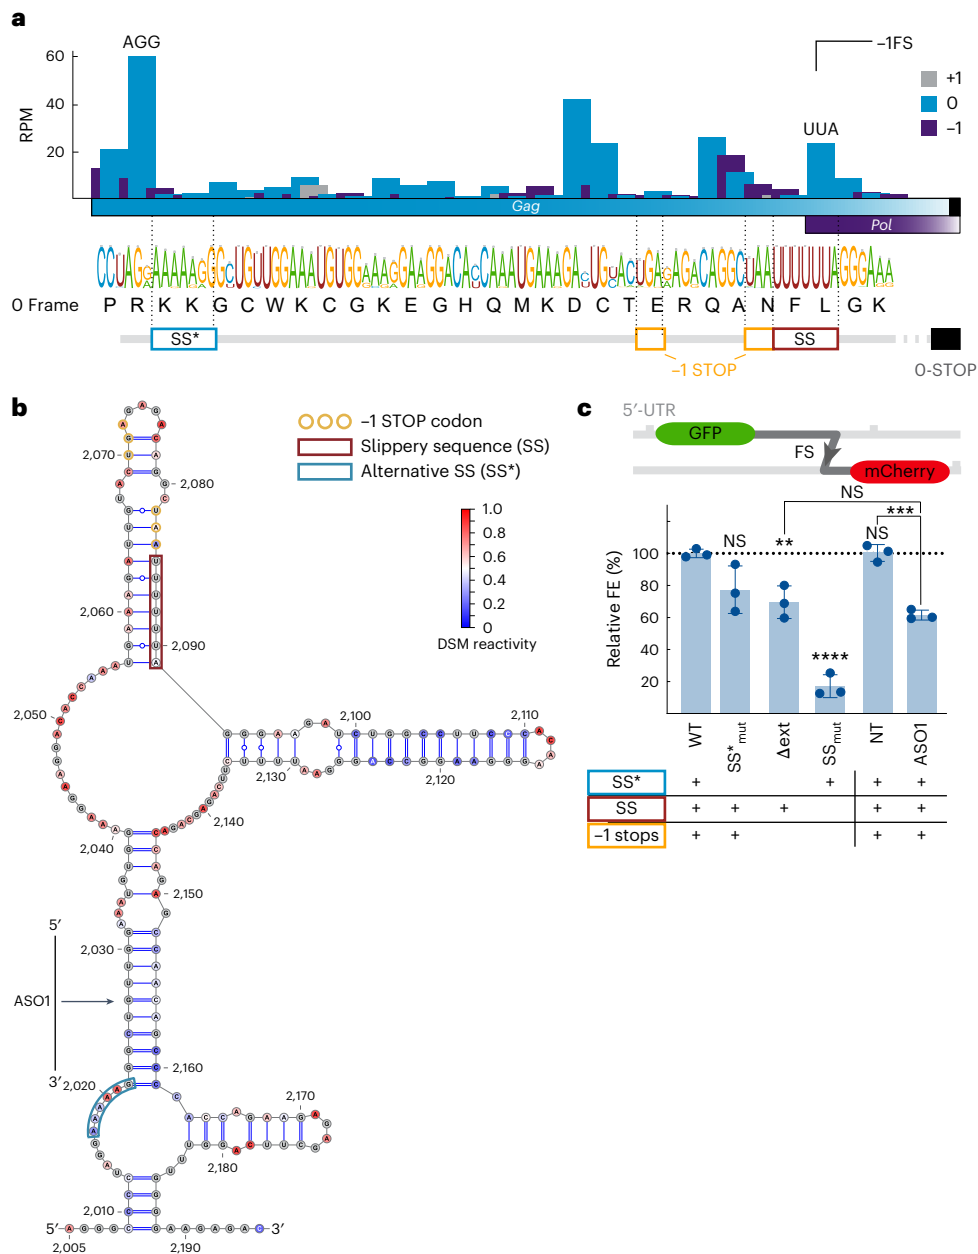 a
AGG
–1FS
60
+1
RPM
40
0
UUA
–1
20
Gag
Pol
CCUAGGAAAAAGGGCUGUUGGAAAUGUGGAAAGGAAGGACACCAAAUGAAAGACUGUACUGAGAGACAGGCUAAUUUUUUAGGGAAA
0 Frame P R K K G C W K C G K E G H Q M K D C T E R Q A N F L G K
SS*
SS
–1 STOP
0-STOP
b
–1 STOP codon
Slippery sequence (SS)
Alternative SS (SS*)
2,070
2,080
1.0
0.8
0.6
0.4
0.2
0
DSM reactivity
2,060
2,090
2,050
2,100
2,110
2,130
2,120
2,140
2,040
2,150
5′
2,030
ASO1
3′
2,020
2,160
2,170
2,180
2,010
5′
3′
2,005
2,190
c
5′-UTR
GFP
FS
mCherry
NS
***
NS
**
NS
100
80
Relative FE (%)
60
40
****
20
WT
SS*mut
Δext
SSmut
NT
ASO1
SS* + + + +
SS + + + + +
–1 stops + + + +